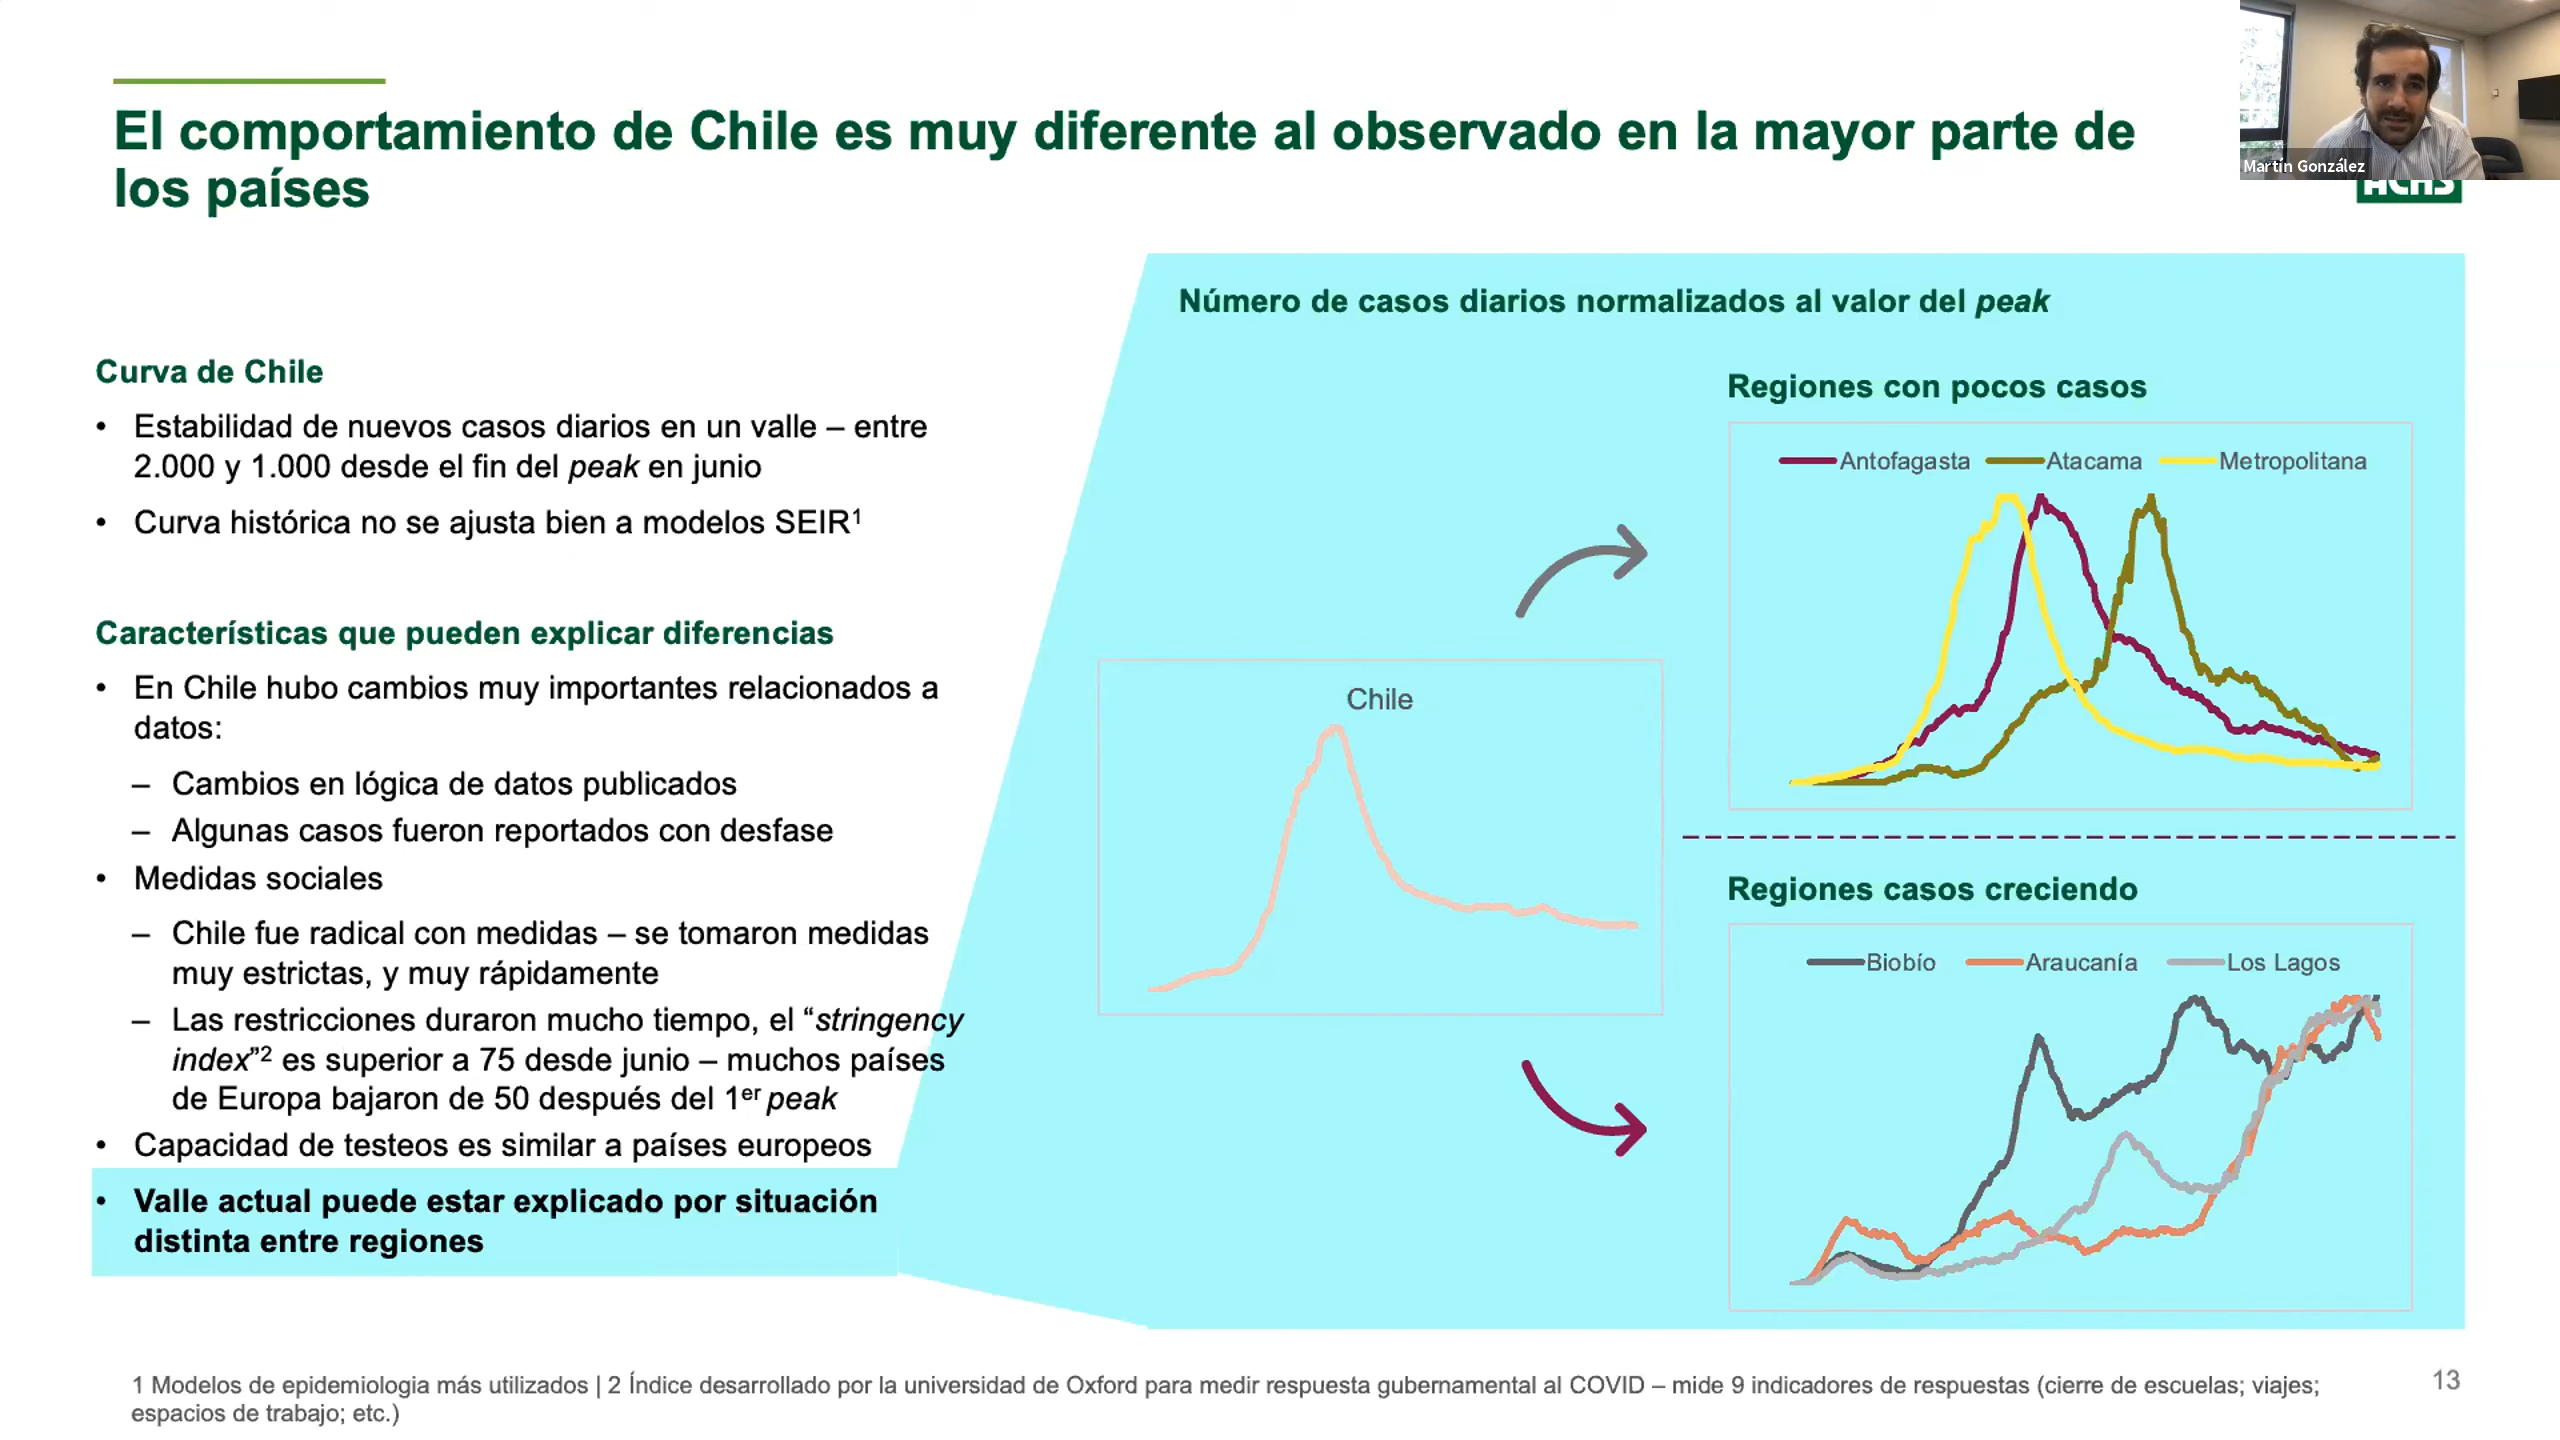 El comportamiento de Chile es muy diferente al observado en la mayor parte de
los países
Martín González
ACHS
Curva de Chile
• Estabilidad de nuevos casos diarios en un valle – entre
2.000 y 1.000 desde el fin del peak en junio
• Curva histórica no se ajusta bien a modelos SEIR1
Características que pueden explicar diferencias
• En Chile hubo cambios muy importantes relacionados a
datos:
– Cambios en lógica de datos publicados
– Algunas casos fueron reportados con desfase
• Medidas sociales
– Chile fue radical con medidas – se tomaron medidas
muy estrictas, y muy rápidamente
– Las restricciones duraron mucho tiempo, el “stringency
index”2 es superior a 75 desde junio – muchos países
de Europa bajaron de 50 después del 1er peak
• Capacidad de testeos es similar a países europeos
• Valle actual puede estar explicado por situación
distinta entre regiones
Número de casos diarios normalizados al valor del peak
Chile
Regiones con pocos casos
Antofagasta Atacama Metropolitana
Regiones casos creciendo
Biobío Araucanía Los Lagos
1 Modelos de epidemiologia más utilizados | 2 Índice desarrollado por la universidad de Oxford para medir respuesta gubernamental al COVID – mide 9 indicadores de respuestas (cierre de escuelas; viajes;
espacios de trabajo; etc.)
13